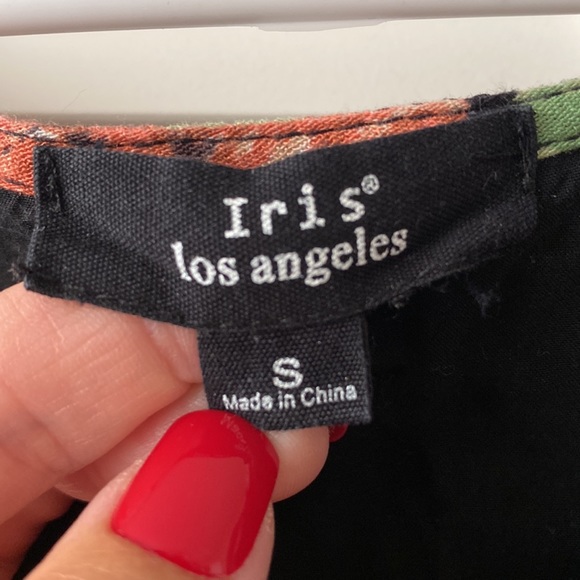 Iris®
los angeles
S
Made in China